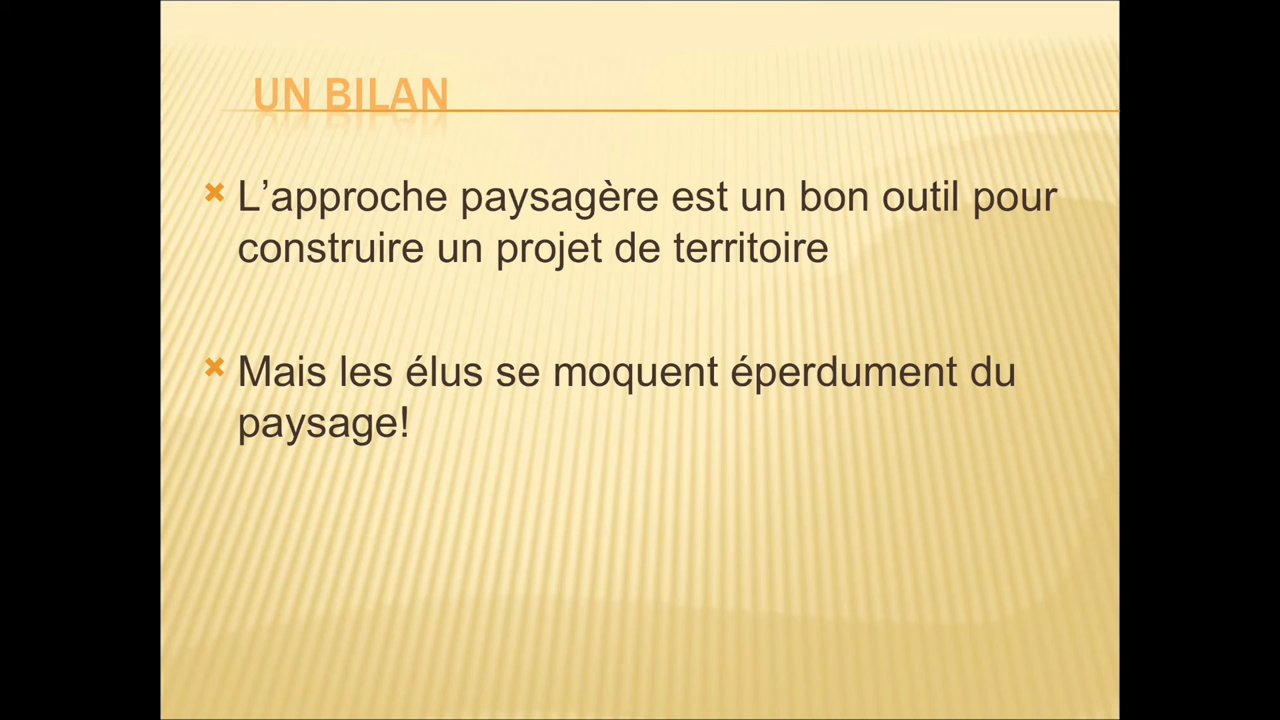 UN BILAN
L’approche paysagère est un bon outil pour
construire un projet de territoire
Mais les élus se moquent éperdument du
paysage!